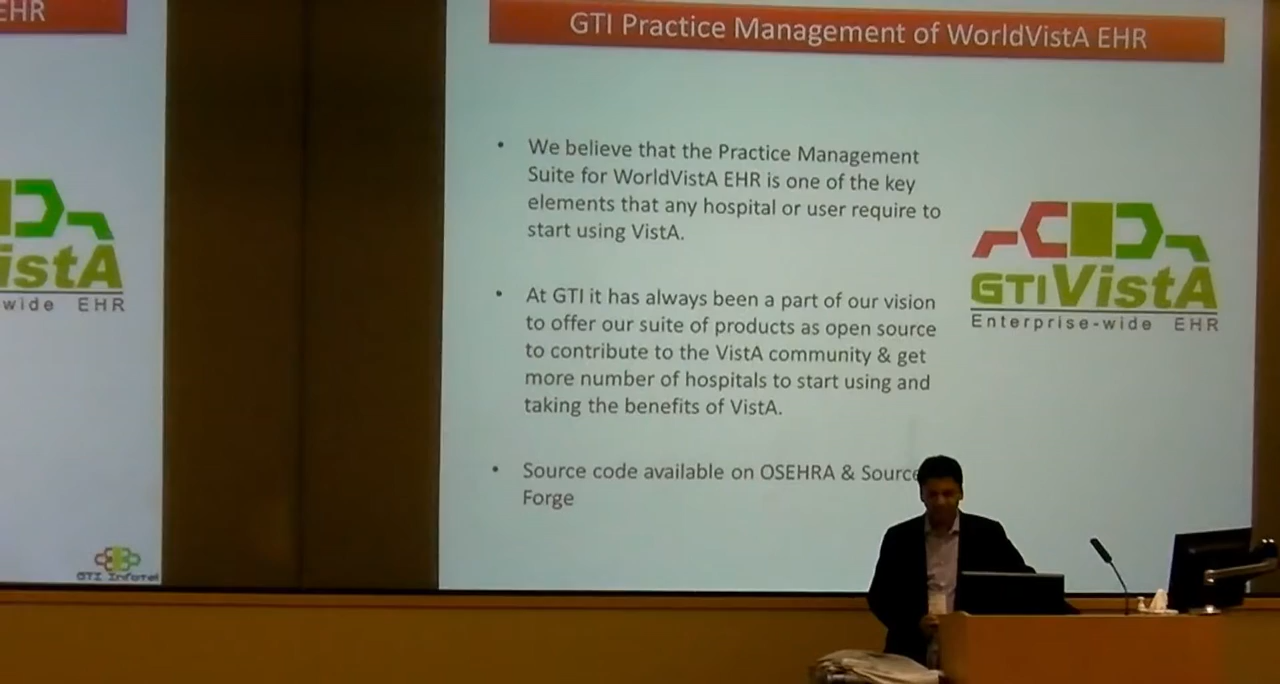 EHR
istA
wide EHR
GTI Infotel
GTI Practice Management of WorldVistA EHR
• We believe that the Practice Management
Suite for WorldVistA EHR is one of the key
elements that any hospital or user require to
start using VistA.
• At GTI it has always been a part of our vision
to offer our suite of products as open source
to contribute to the VistA community & get
more number of hospitals to start using and
taking the benefits of VistA.
• Source code available on OSEHRA & Source
Forge
GTI VistA
Enterprise-wide EHR